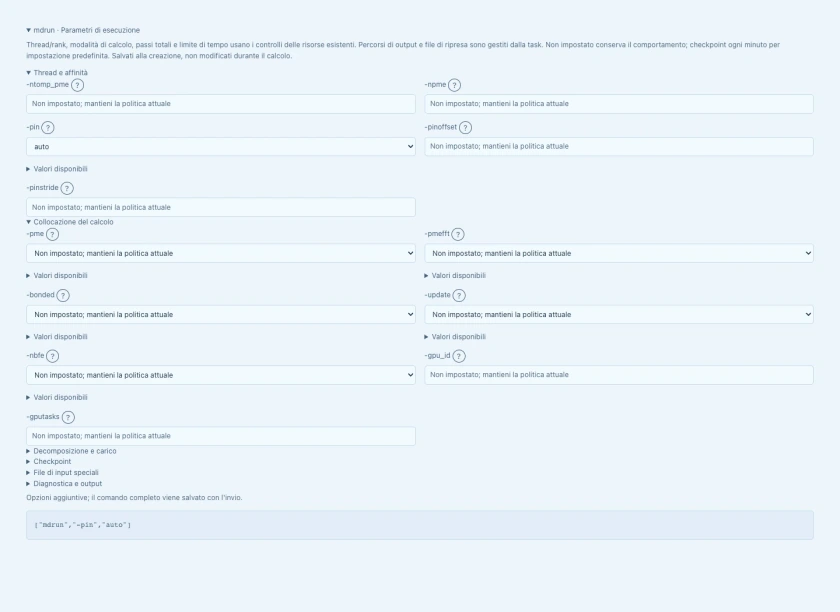 ▼ mdrun · Parametri di esecuzione
Thread/rank, modalità di calcolo, passi totali e limite di tempo usano i controlli delle risorse esistenti. Percorsi di output e file di ripresa sono gestiti dalla task. Non impostato conserva il comportamento; checkpoint ogni minuto per
impostazione predefinita. Salvati alla creazione, non modificati durante il calcolo.
▼ Thread e affinità
-ntomp_pme ? -npme ?
Non impostato; mantieni la politica attuale Non impostato; mantieni la politica attuale
-pin ? -pinoffset ?
auto Non impostato; mantieni la politica attuale
▶ Valori disponibili
-pinstride ?
Non impostato; mantieni la politica attuale
▼ Collocazione del calcolo
-pme ? -pmefft ?
Non impostato; mantieni la politica attuale Non impostato; mantieni la politica attuale
▶ Valori disponibili ▶ Valori disponibili
-bonded ? -update ?
Non impostato; mantieni la politica attuale Non impostato; mantieni la politica attuale
▶ Valori disponibili ▶ Valori disponibili
-nbfe ? -gpu_id ?
Non impostato; mantieni la politica attuale Non impostato; mantieni la politica attuale
▶ Valori disponibili
-gputasks ?
Non impostato; mantieni la politica attuale
▶ Decomposizione e carico
▶ Checkpoint
▶ File di input speciali
▶ Diagnostica e output
Opzioni aggiuntive; il comando completo viene salvato con l'invio.
["mdrun","-pin","auto"]